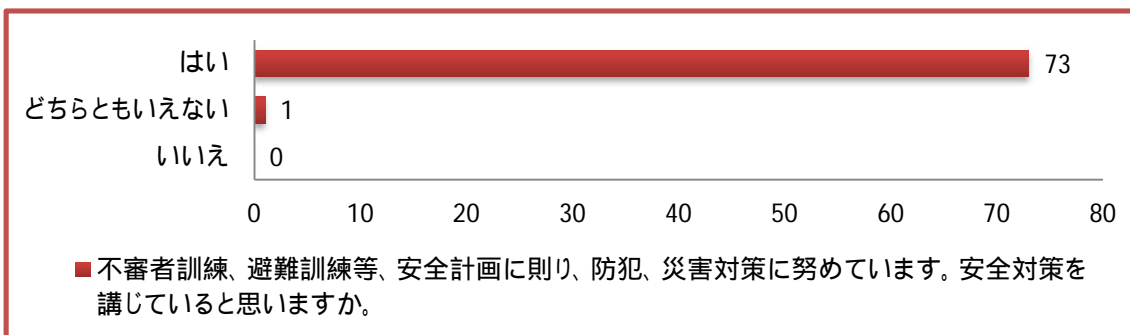 はい 73
どちらともいえない 1
いいえ 0
0 10 20 30 40 50 60 70 80
不審者訓練、避難訓練等、安全計画に則り、防犯、災害対策に努めています。安全対策を
講じていると思いますか。